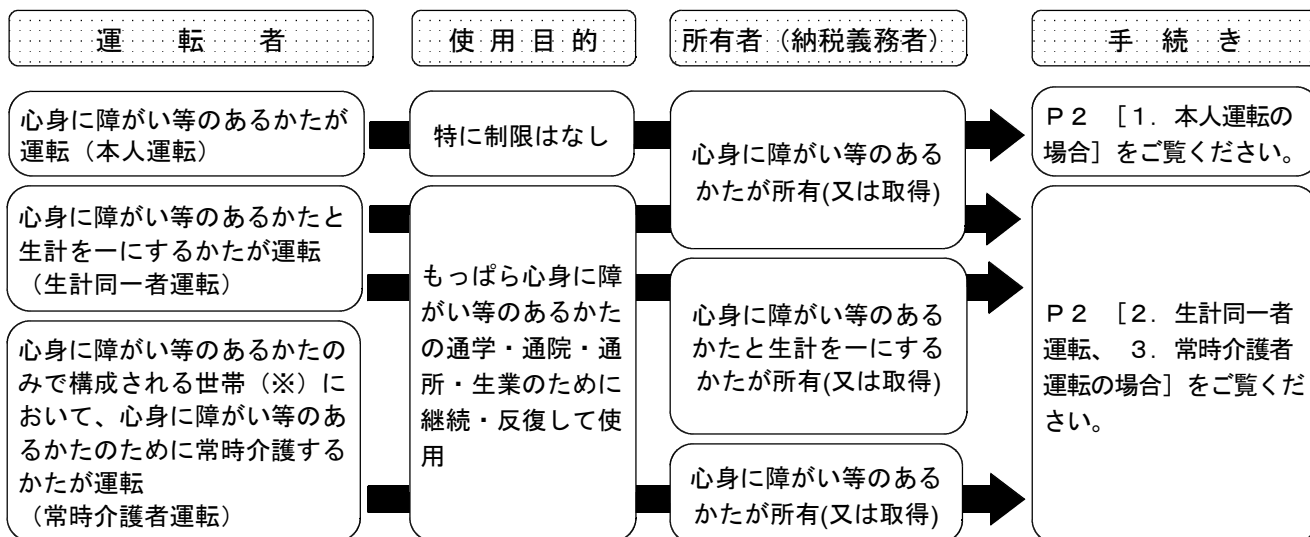 運転者
使用目的
所有者（納税義務者）
手続き
心身に障がい等のあるかたが
運転（本人運転）
特に制限はなし
心身に障がい等のある
かたが所有(又は取得)
Ｐ２ ［１．本人運転の
場合］をご覧ください。
心身に障がい等のあるかたと
生計を一にするかたが運転
（生計同一者運転）
もっぱら心身に障
がい等のあるかた
の通学・通院・通
所・生業のために
継続・反復して使
用
心身に障がい等のある
かたと生計を一にする
かたが所有(又は取得)
Ｐ２ ［２．生計同一者
運転、 ３．常時介護者
運転の場合］をご覧くだ
さい。
心身に障がい等のあるかたの
みで構成される世帯（※）に
おいて、心身に障がい等のあ
るかたのために常時介護する
かたが運転
（常時介護者運転）
心身に障がい等のある
かたが所有(又は取得)